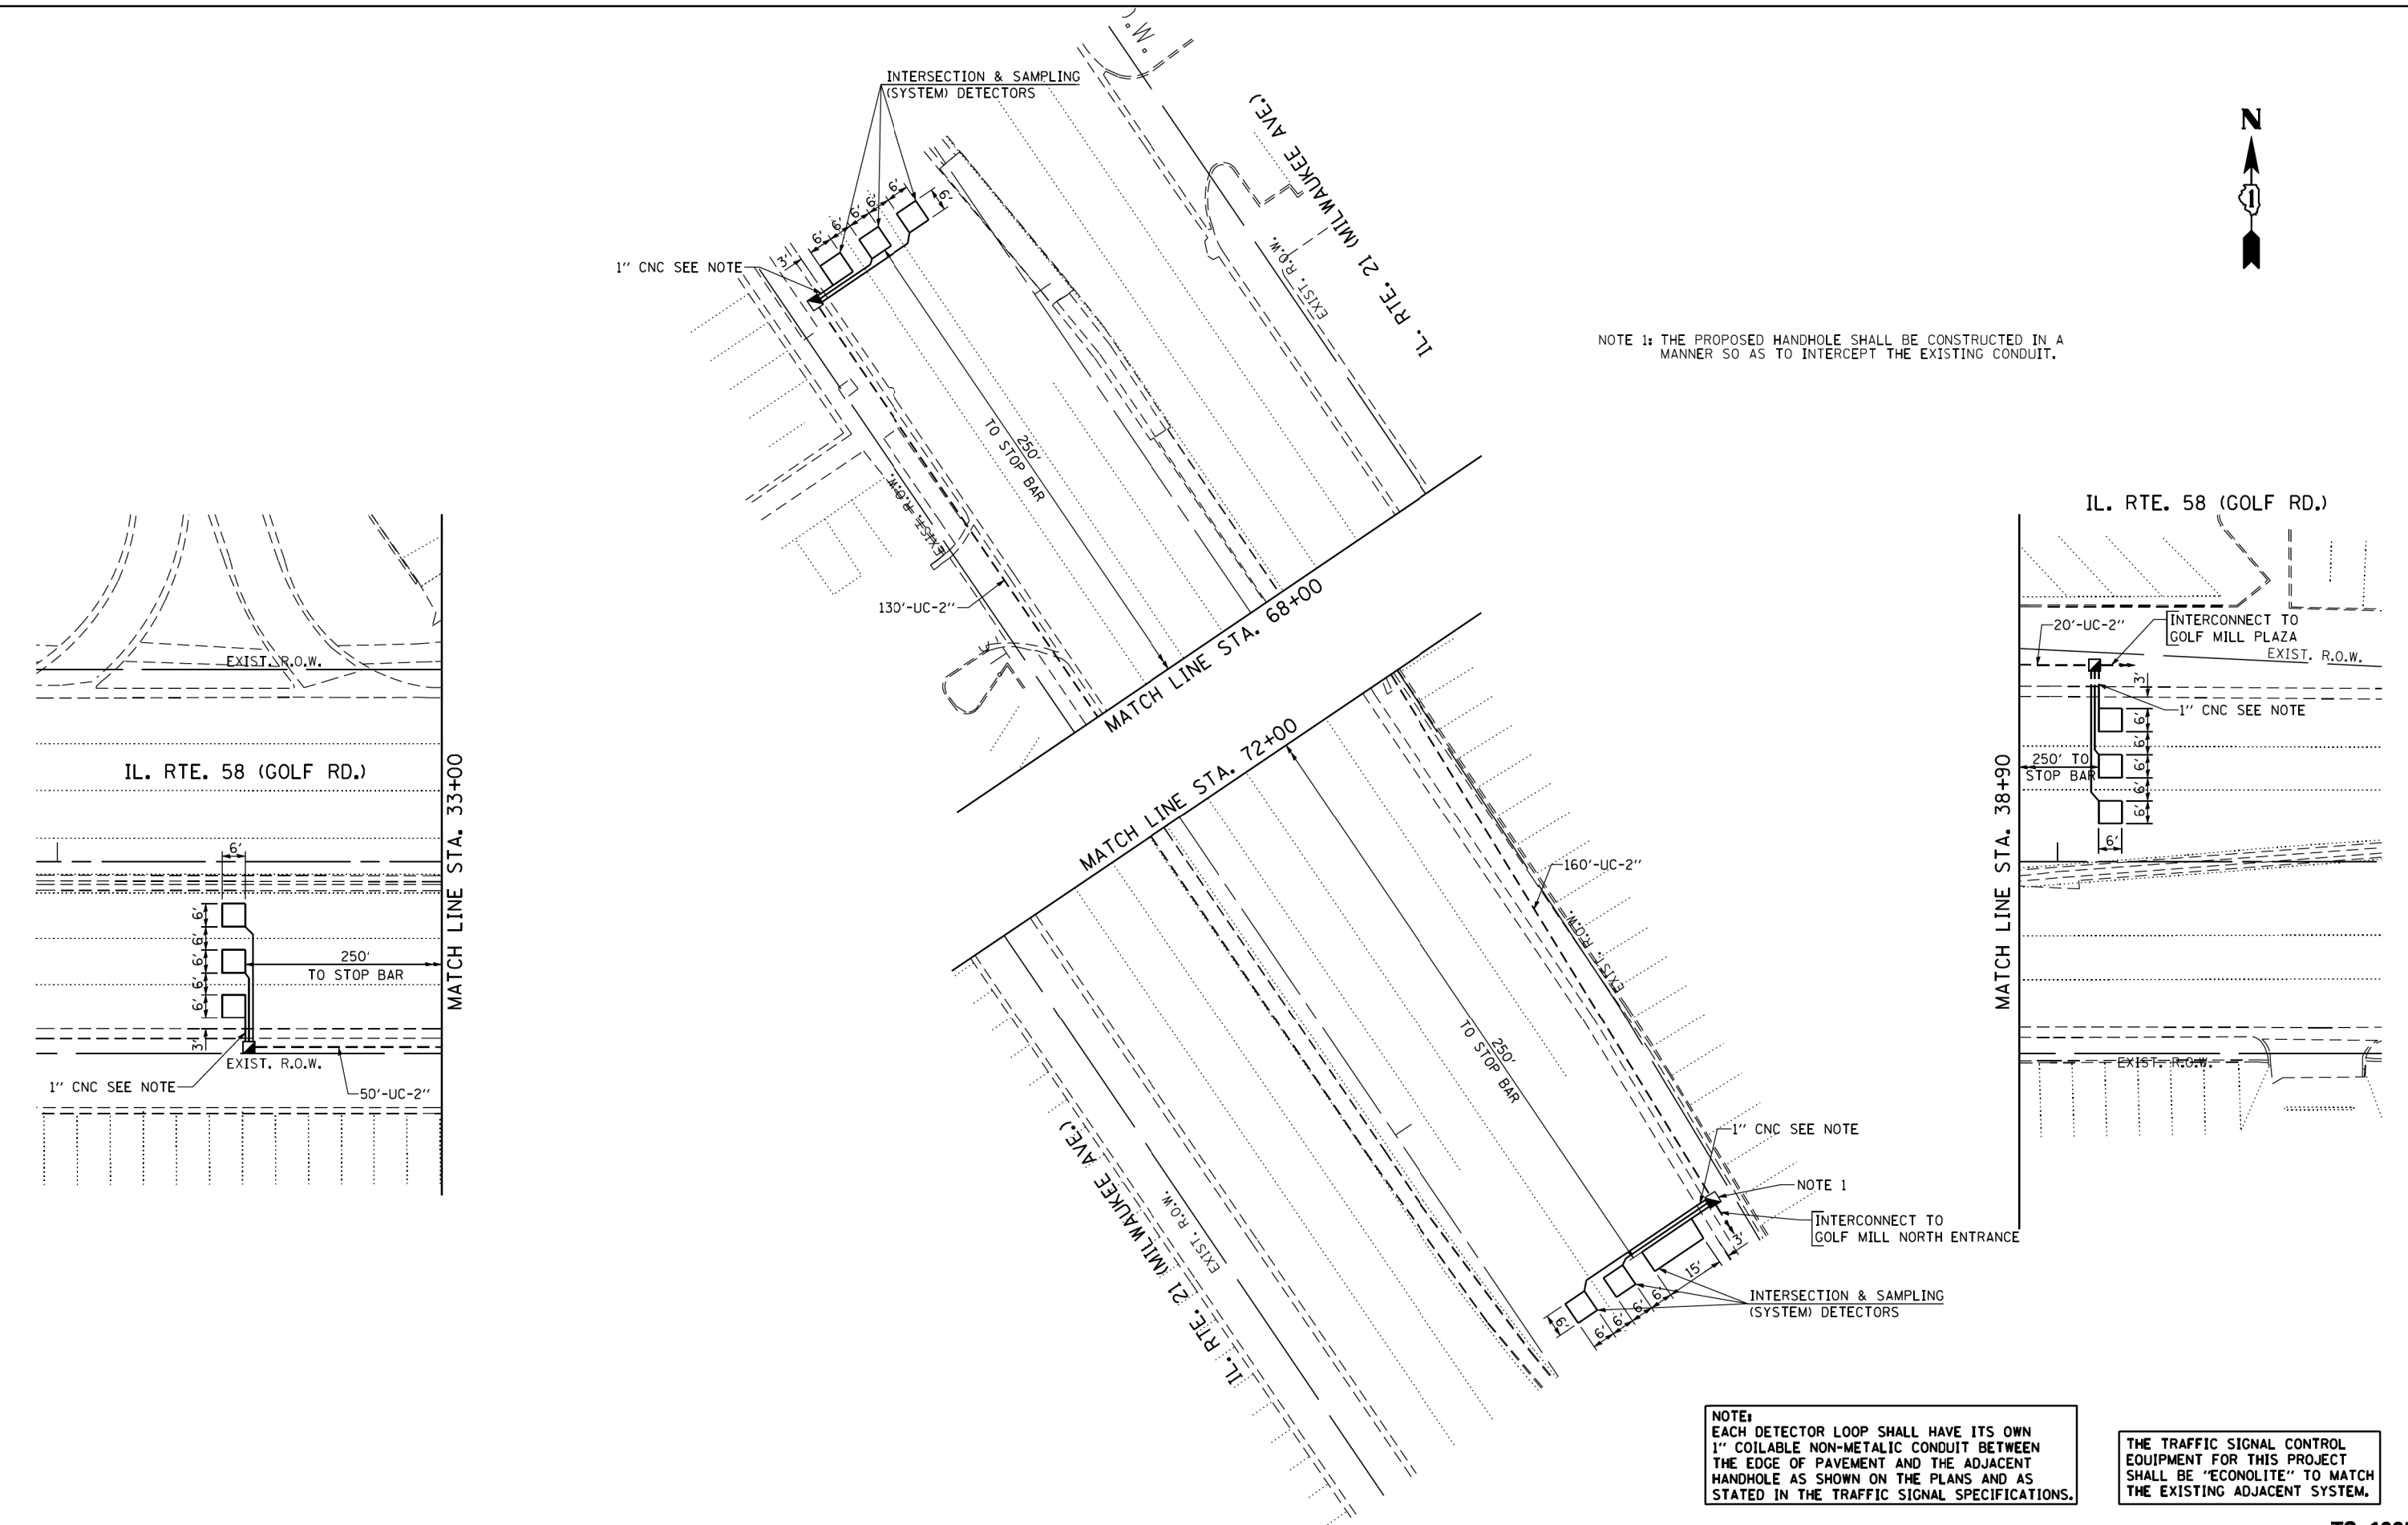 INTERSECTION & SAMPLING
(SYSTEM) DETECTORS
1'' CNC SEE NOTE
3'
6'
6'
6'
6'
6'
6'
250'
TO STOP BAR
130'-UC-2''
EXIST. R.O.W.
MATCH LINE STA. 68+00
IL. RTE. 21 (MILWAUKEE AVE.)
EXIST. R.O.W.
.W.
N
1
NOTE 1: THE PROPOSED HANDHOLE SHALL BE CONSTRUCTED IN A
MANNER SO AS TO INTERCEPT THE EXISTING CONDUIT.
EXIST. R.O.W.
IL. RTE. 58 (GOLF RD.)
MATCH LINE STA. 33+00
6'
6'
6'
6'
6'
6'
3'
250'
TO STOP BAR
EXIST. R.O.W.
1'' CNC SEE NOTE
50'-UC-2''
MATCH LINE STA. 72+00
160'-UC-2''
EXIST. R.O.W.
250'
TO STOP BAR
IL. RTE. 21 (MILWAUKEE AVE.)
EXIST. R.O.W.
1'' CNC SEE NOTE
NOTE 1
INTERCONNECT TO
GOLF MILL NORTH ENTRANCE
3'
15'
6'
6'
6'
6'
6'
INTERSECTION & SAMPLING
(SYSTEM) DETECTORS
IL. RTE. 58 (GOLF RD.)
20'-UC-2''
INTERCONNECT TO
GOLF MILL PLAZA
EXIST. R.O.W.
3'
1'' CNC SEE NOTE
6'
6'
6'
6'
6'
6'
250' TO
STOP BAR
MATCH LINE STA. 38+90
EXIST. R.O.W.
NOTE:
EACH DETECTOR LOOP SHALL HAVE ITS OWN
1'' COILABLE NON-METALIC CONDUIT BETWEEN
THE EDGE OF PAVEMENT AND THE ADJACENT
HANDHOLE AS SHOWN ON THE PLANS AND AS
STATED IN THE TRAFFIC SIGNAL SPECIFICATIONS.
THE TRAFFIC SIGNAL CONTROL
EQUIPMENT FOR THIS PROJECT
SHALL BE "ECONOLITE" TO MATCH
THE EXISTING ADJACENT SYSTEM.